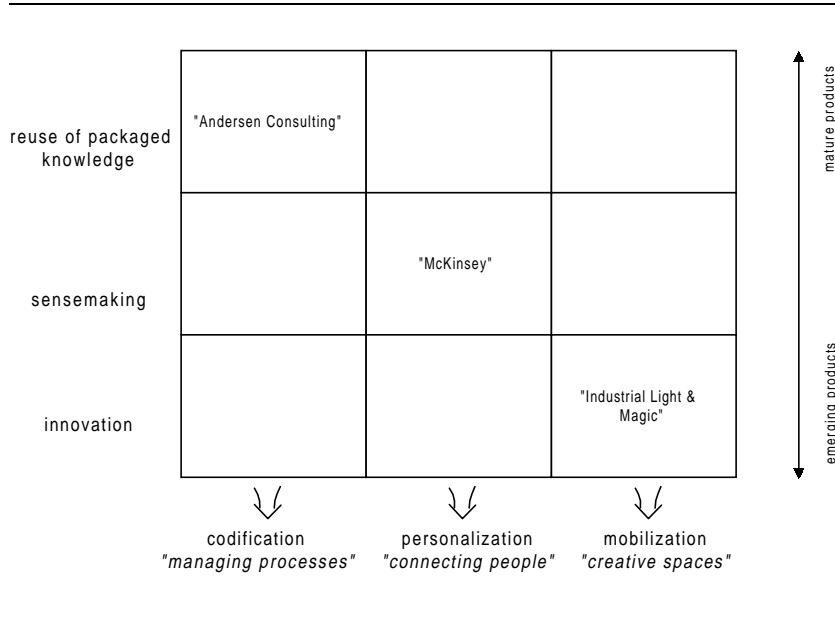 mature products
"Andersen Consulting"
reuse of packaged
knowledge
"McKinsey"
sensemaking
emerging products
"Industrial Light &
Magic"
innovation
codification
"managing processes"
personalization
"connecting people"
mobilization
"creative spaces"